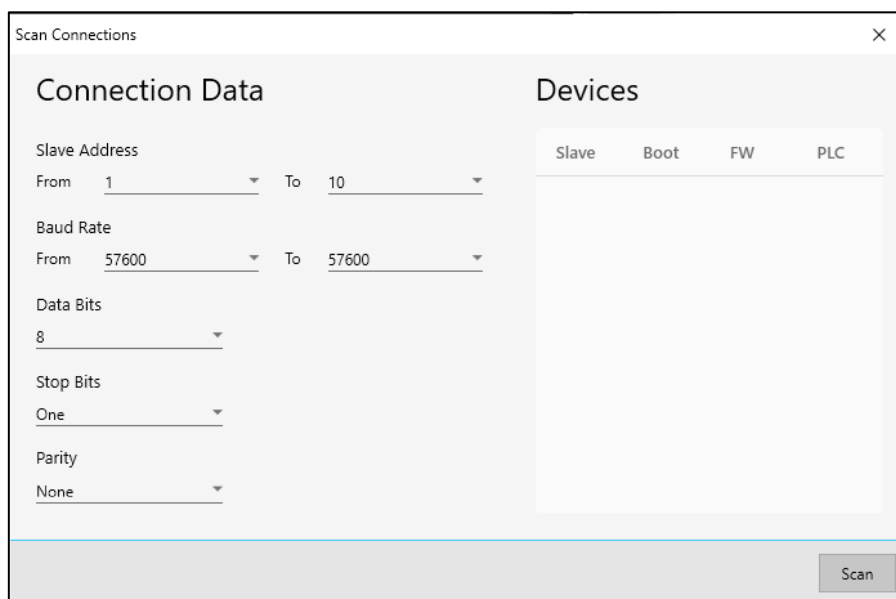 Scan Connections
Connection Data
Slave Address
From 1 To 10
Baud Rate
From 57600 To 57600
Data Bits
8
Stop Bits
One
Parity
None
Devices
Slave Boot FW PLC
Scan